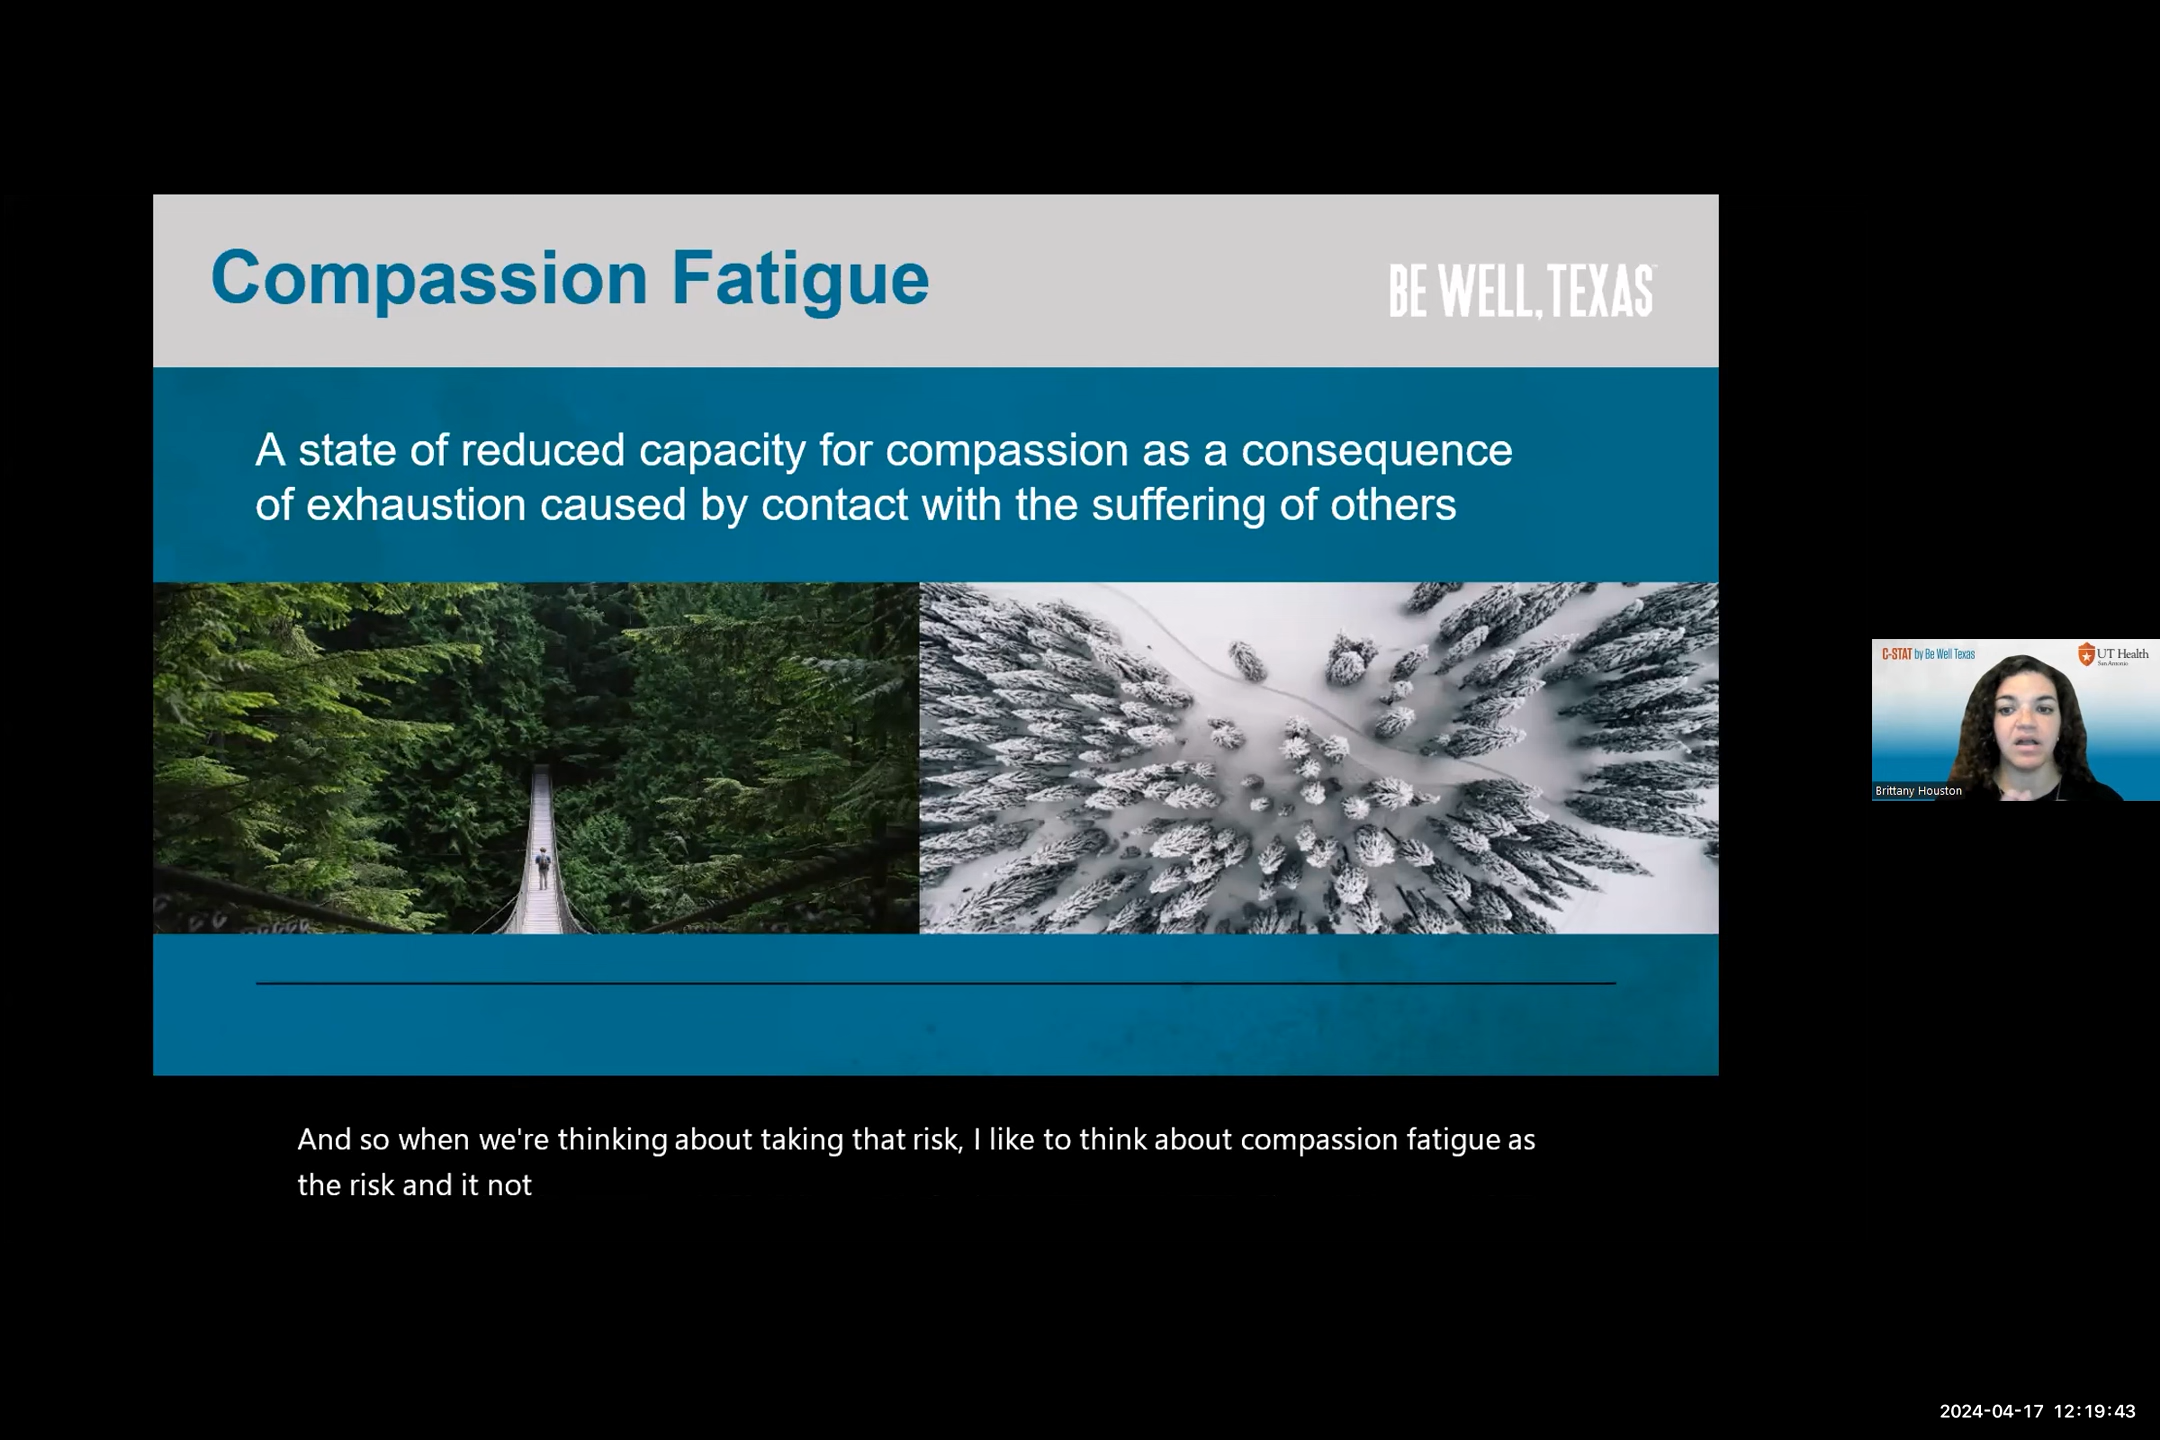 Compassion Fatigue
BE WELL, TEXAS™
A state of reduced capacity for compassion as a consequence
of exhaustion caused by contact with the suffering of others
C-STAT by Be Well Texas
UT Health
San Antonio
Brittany Houston
And so when we're thinking about taking that risk, I like to think about compassion fatigue as
the risk and it not
2024-04-17 12:19:43